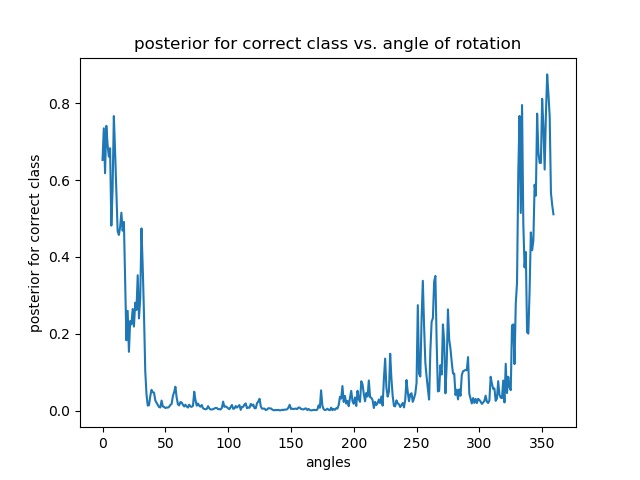 posterior for correct class vs. angle of rotation
posterior for correct class
0.8
0.6
0.4
0.2
0.0
0 50 100 150 200 250 300 350
angles